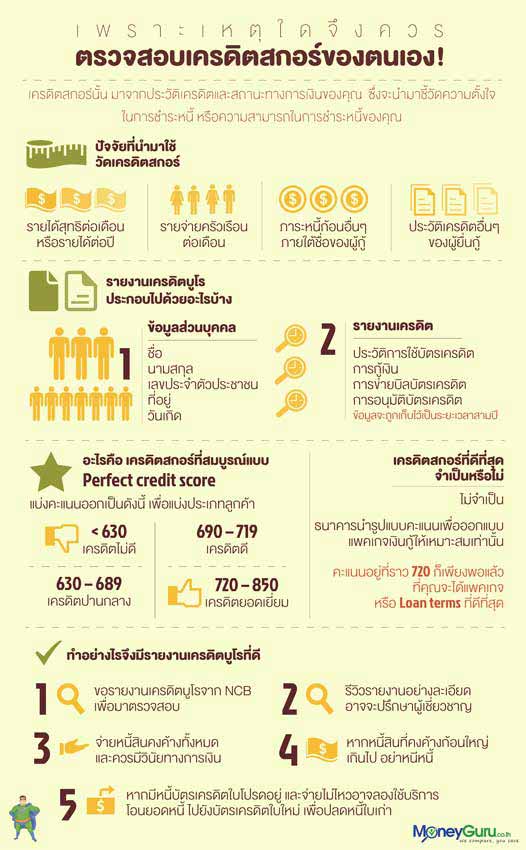 เพราะเหตุใดจึงควร
ตรวจสอบเครดิตสกอร์ของตนเอง!
เครดิตสกอร์นั้น มาจากประวัติเครดิตและสถานะทางการเงินของคุณ ซึ่งจะนำมาชี้วัดความตั้งใจ
ในการชำระหนี้ หรือความสามารถในการชำระหนี้ของคุณ
ปัจจัยที่นำมาใช้
วัดเครดิตสกอร์
รายได้สุทธิต่อเดือน
หรือรายได้ต่อปี
รายจ่ายครัวเรือน
ต่อเดือน
ภาระหนี้ก้อนอื่นๆ
ภายใต้ชื่อของผู้กู้
ประวัติเครดิตอื่นๆ
ของผู้ยื่นกู้
รายงานเครดิตบูโร
ประกอบไปด้วยอะไรบ้าง
1
ข้อมูลส่วนบุคคล
ชื่อ
นามสกุล
เลขประจำตัวประชาชน
ที่อยู่
วันเกิด
2
รายงานเครดิต
ประวัติการใช้บัตรเครดิต
การกู้เงิน
การจ่ายบิลบัตรเครดิต
การอนุมัติบัตรเครดิต
ข้อมูลจะถูกเก็บไว้เป็นระยะเวลาสามปี
อะไรคือ เครดิตสกอร์ที่สมบูรณ์แบบ
Perfect credit score
แบ่งคะแนนออกเป็นดังนี้ เพื่อแบ่งประเภทลูกค้า
< 630
เครดิตไม่ดี
690 – 719
เครดิตดี
630 – 689
เครดิตปานกลาง
720 – 850
เครดิตยอดเยี่ยม
เครดิตสกอร์ที่ดีที่สุด
จำเป็นหรือไม่
ไม่จำเป็น
ธนาคารนำรูปแบบคะแนนเพื่อออกแบบ
แพคเกจเงินกู้ให้เหมาะสมเท่านั้น
คะแนนอยู่ที่ราว 720 ก็เพียงพอแล้ว
ที่คุณจะได้แพคเกจ
หรือ Loan terms ที่ดีที่สุด
ทำอย่างไรจึงมีรายงานเครดิตบูโรที่ดี
1
ขอรายงานเครดิตบูโรจาก NCB
เพื่อมาตรวจสอบ
2
รีวิวรายงานอย่างละเอียด
อาจจะปรึกษาผู้เชี่ยวชาญ
3
จ่ายหนี้สินคงค้างทั้งหมด
และควรมีวินัยทางการเงิน
4
หากหนี้สินที่คงค้างก้อนใหญ่
เกินไป อย่าหนีหนี้
5
หากมีหนี้บัตรเครดิตใบโปรดอยู่ และจ่ายไม่ไหวอาจลองใช้บริการ
โอนยอดหนี้ ไปยังบัตรเครดิตใบใหม่ เพื่อปลดหนี้ใบเก่า
MoneyGuru.co.th
we compare, you save